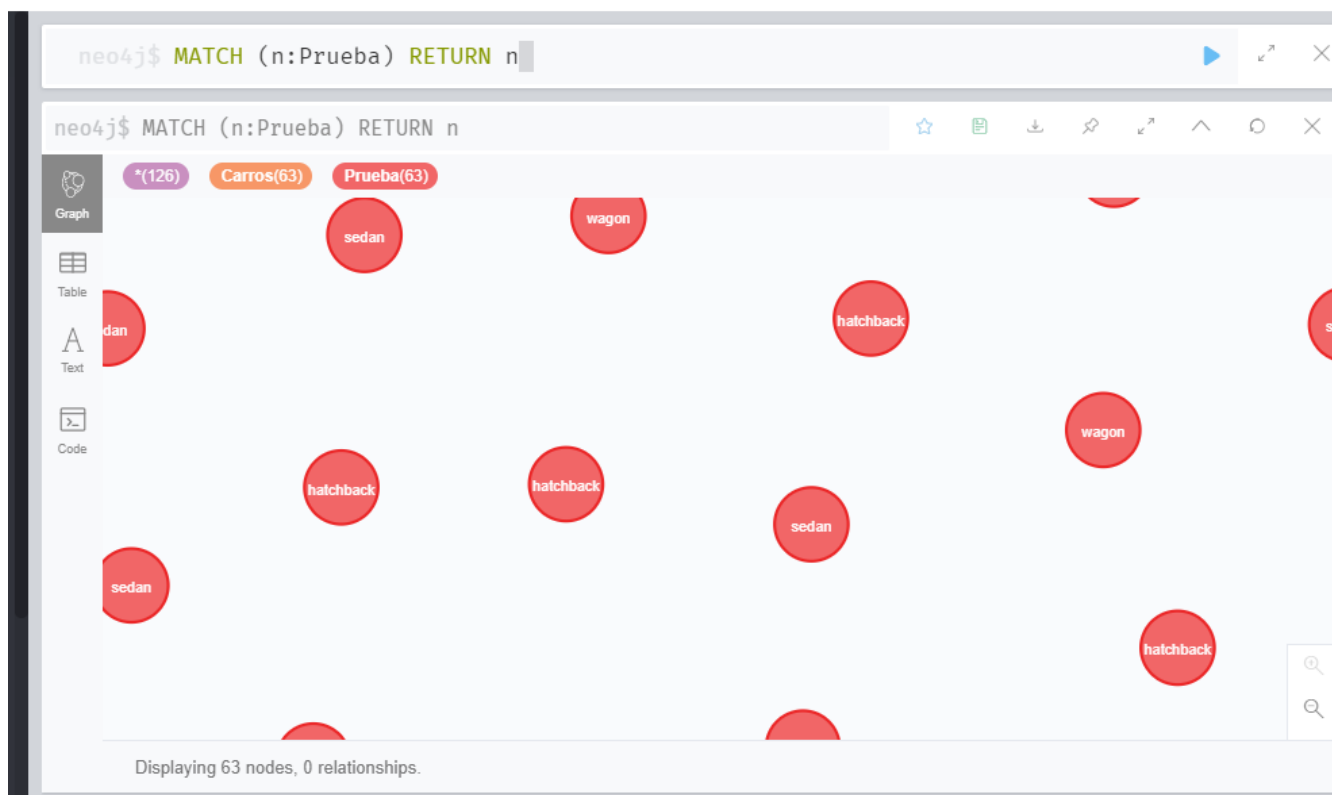 neo4j$ MATCH (n:Prueba) RETURN n
neo4j$ MATCH (n:Prueba) RETURN n
*(126) Carros(63) Prueba(63)
Graph
Table
Text
Code
sedan
wagon
hatchback
dan
s
wagon
hatchback
hatchback
sedan
sedan
hatchback
Displaying 63 nodes, 0 relationships.